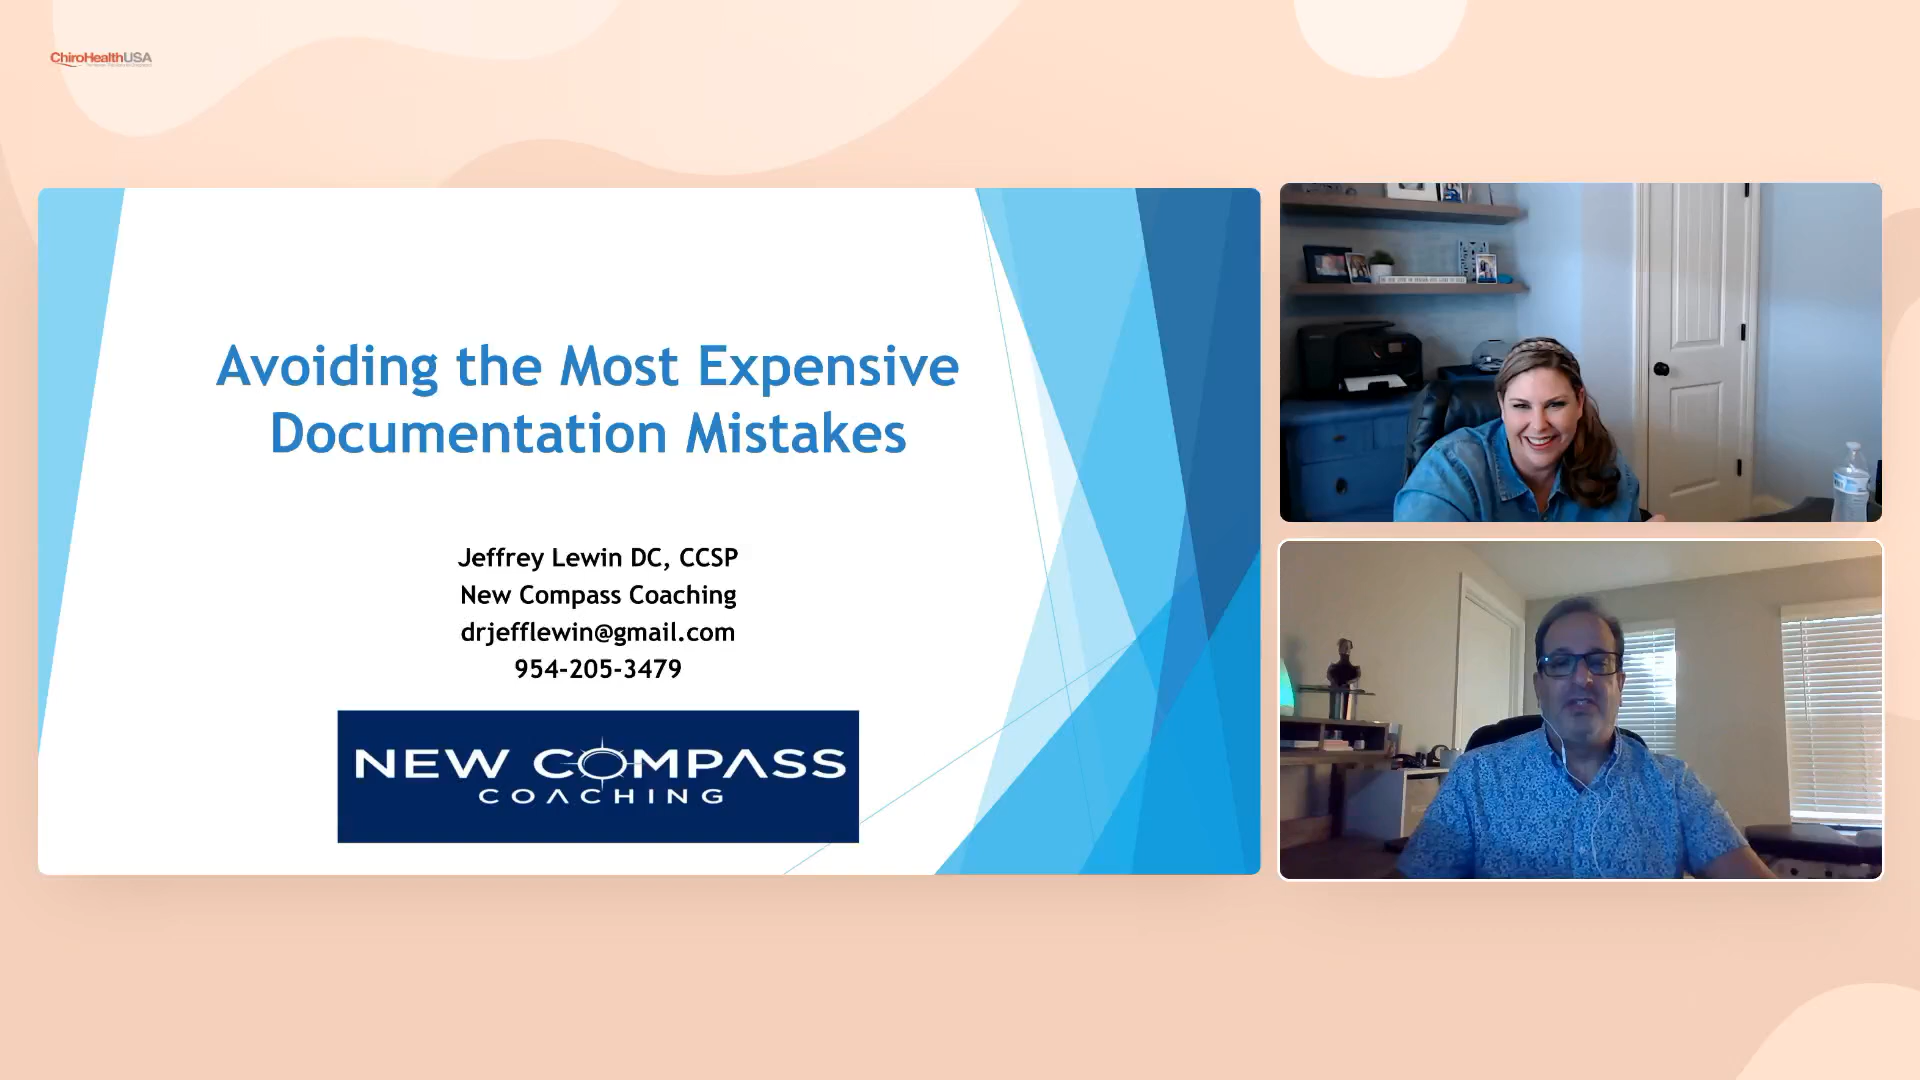 ChiroHealthUSA
Avoiding the Most Expensive
Documentation Mistakes
Jeffrey Lewin DC, CCSP
New Compass Coaching
drjefflewin@gmail.com
954-205-3479
NEW COMPASS
COACHING